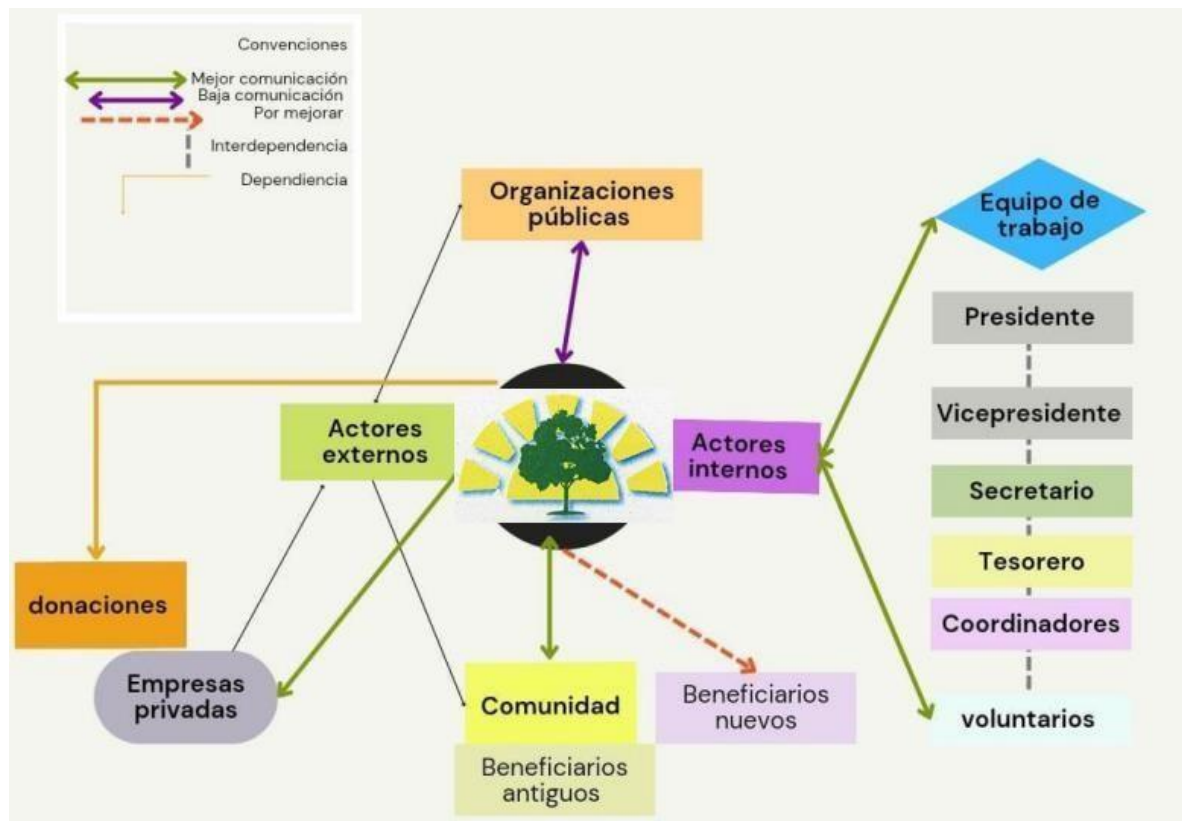 Convenciones
Mejor comunicación
Baja comunicación
Por mejorar
Interdependencia
Dependiencia
Organizaciones
públicas
Equipo de
trabajo
Presidente
Vicepresidente
Actores
externos
Actores
internos
Secretario
Tesorero
donaciones
Coordinadores
Empresas
privadas
Comunidad
Beneficiarios
nuevos
voluntarios
Beneficiarios
antiguos